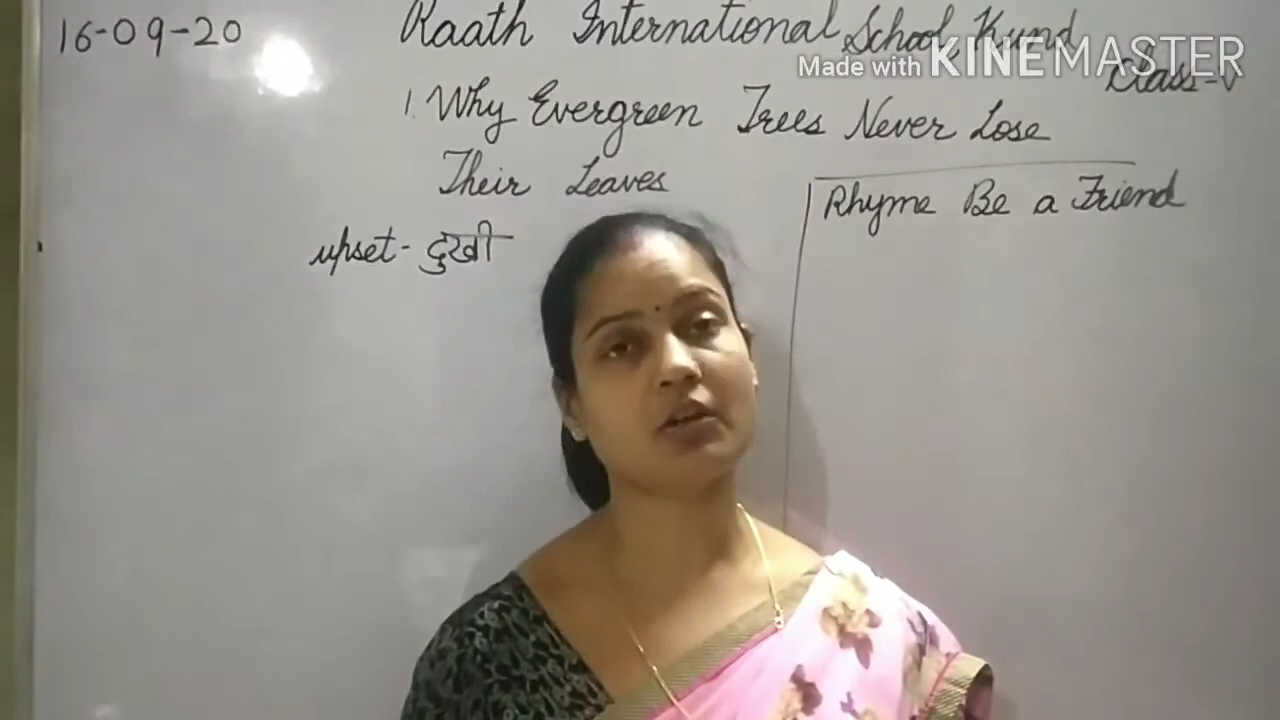 16-09-20
Raath International School, Kund
Made with KINEMASTER
Class-V
1. Why Evergreen Trees Never Lose
Their Leaves
Rhyme Be a Friend
upset- दुखी